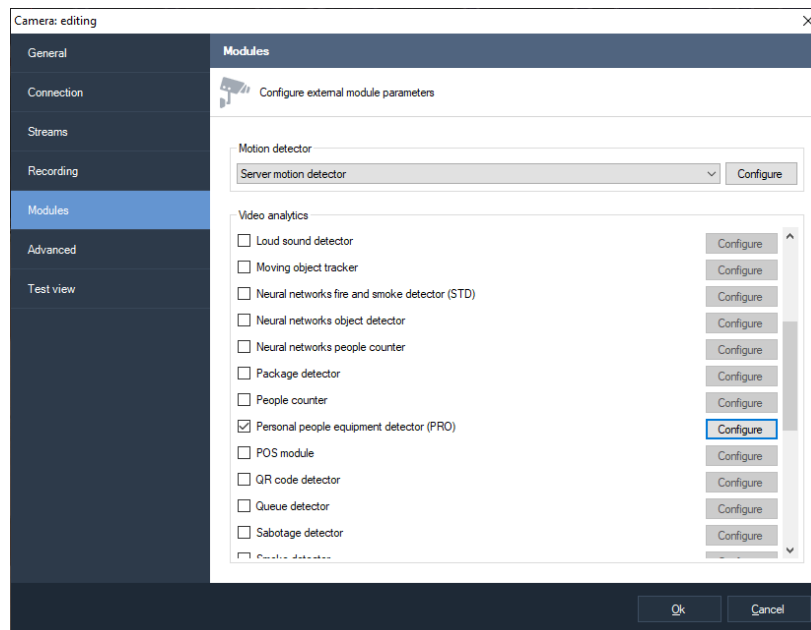 Camera: editing
General
Connection
Streams
Recording
Modules
Advanced
Test view
Modules
Configure external module parameters
Motion detector
Server motion detector
Configure
Video analytics
Loud sound detector Configure
Moving object tracker Configure
Neural networks fire and smoke detector (STD) Configure
Neural networks object detector Configure
Neural networks people counter Configure
Package detector Configure
People counter Configure
Personal people equipment detector (PRO) Configure
POS module Configure
QR code detector Configure
Queue detector Configure
Sabotage detector Configure
Ok Cancel